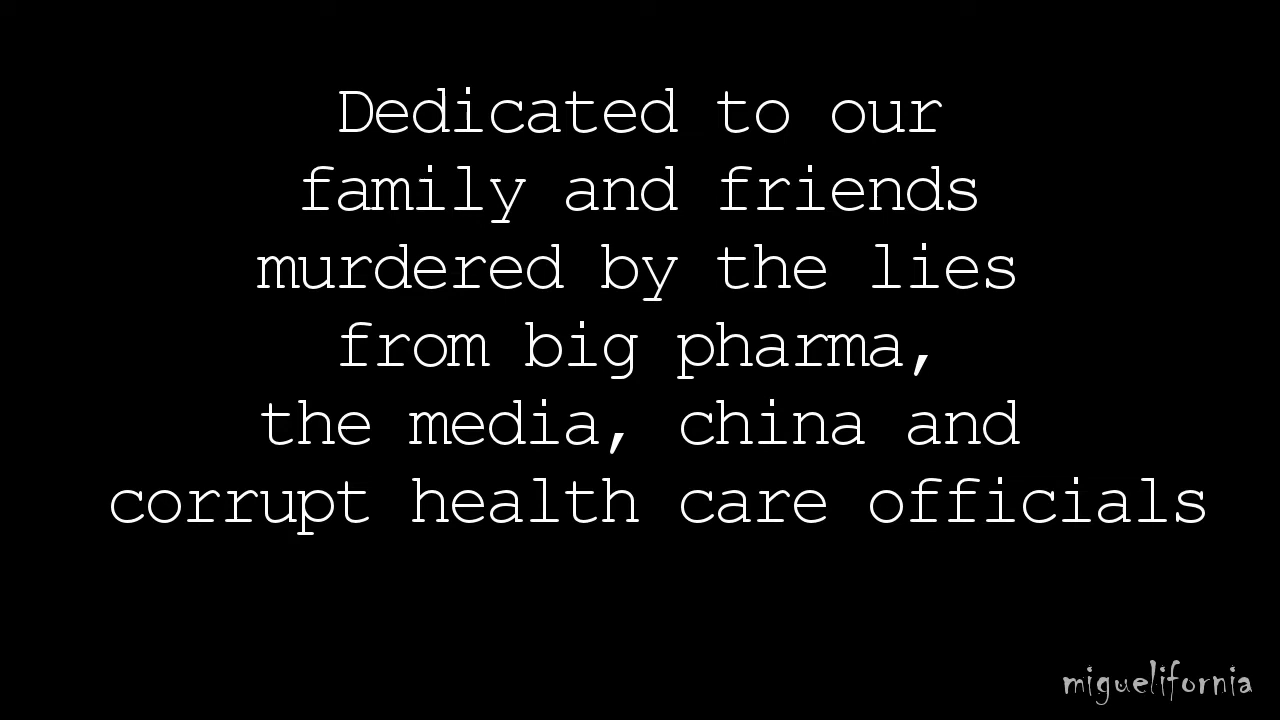 Dedicated to our
family and friends
murdered by the lies
from big pharma,
the media, china and
corrupt health care officials
miguelifornia